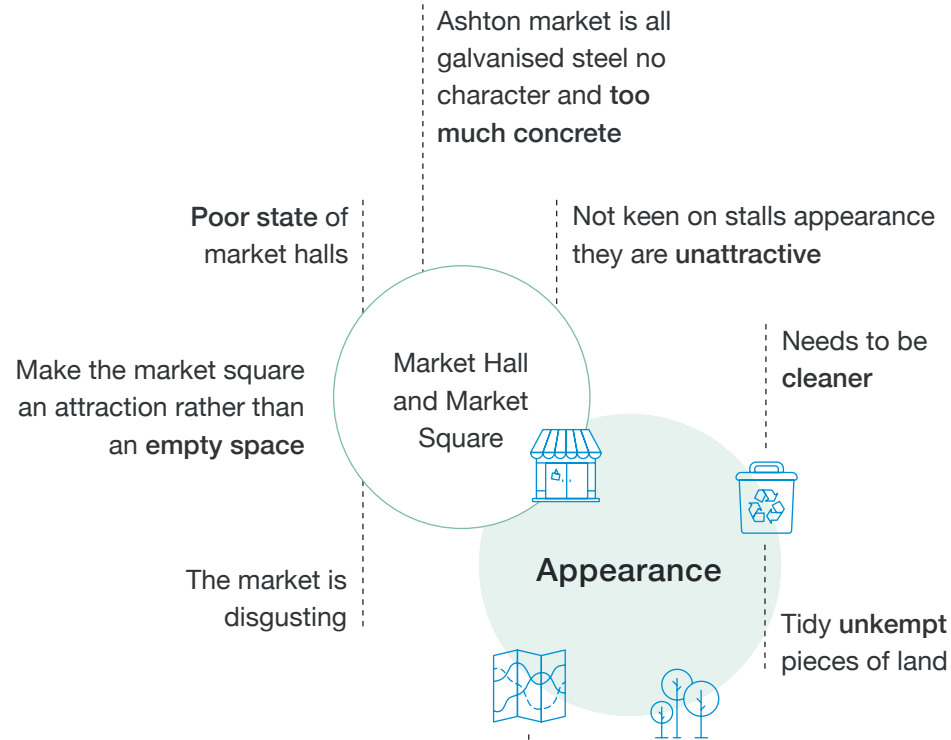 Ashton market is all
galvanised steel no
character and too
much concrete
Poor state of
market halls
Not keen on stalls appearance
they are unattractive
Make the market square
an attraction rather than
an empty space
Market Hall
and Market
Square
Needs to be
cleaner
The market is
disgusting
Appearance
Tidy unkempt
pieces of land